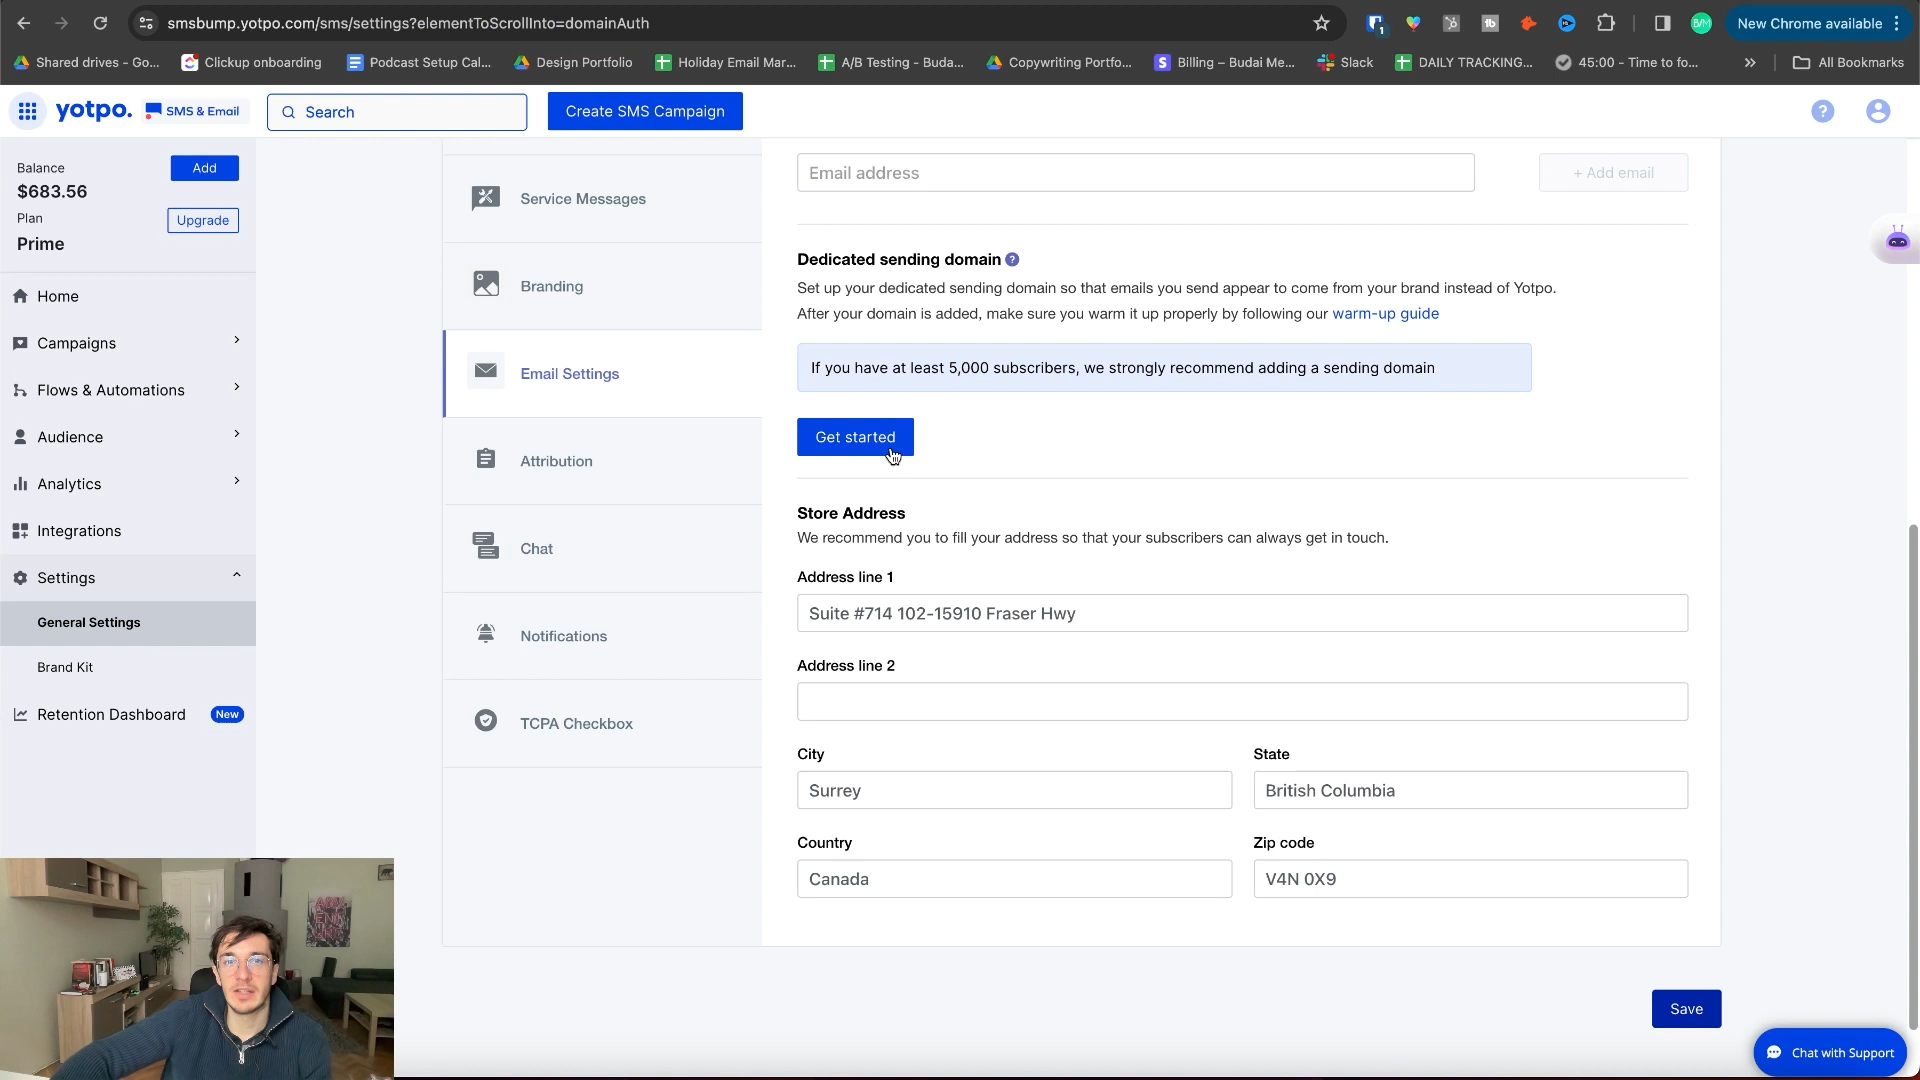 smsbump.yotpo.com/sms/settings?elementToScrollInto=domainAuth
1
New Chrome available
Shared drives - Go...
Clickup onboarding
Podcast Setup Cal...
Design Portfolio
Holiday Email Mar...
A/B Testing - Buda...
Copywriting Portfo...
Billing – Budai Me...
Slack
DAILY TRACKING...
45:00 - Time to fo...
All Bookmarks
yotpo.
SMS & Email
Search
Create SMS Campaign
Balance
Add
$683.56
Plan
Upgrade
Prime
Home
Campaigns
Flows & Automations
Audience
Analytics
Integrations
Settings
General Settings
Brand Kit
Retention Dashboard
New
Service Messages
Branding
Email Settings
Attribution
Chat
Notifications
TCPA Checkbox
Email address
+ Add email
Dedicated sending domain ?
Set up your dedicated sending domain so that emails you send appear to come from your brand instead of Yotpo.
After your domain is added, make sure you warm it up properly by following our warm-up guide
If you have at least 5,000 subscribers, we strongly recommend adding a sending domain
Get started
Store Address
We recommend you to fill your address so that your subscribers can always get in touch.
Address line 1
Suite #714 102-15910 Fraser Hwy
Address line 2
City
State
Surrey
British Columbia
Country
Zip code
Canada
V4N 0X9
Save
Chat with Support